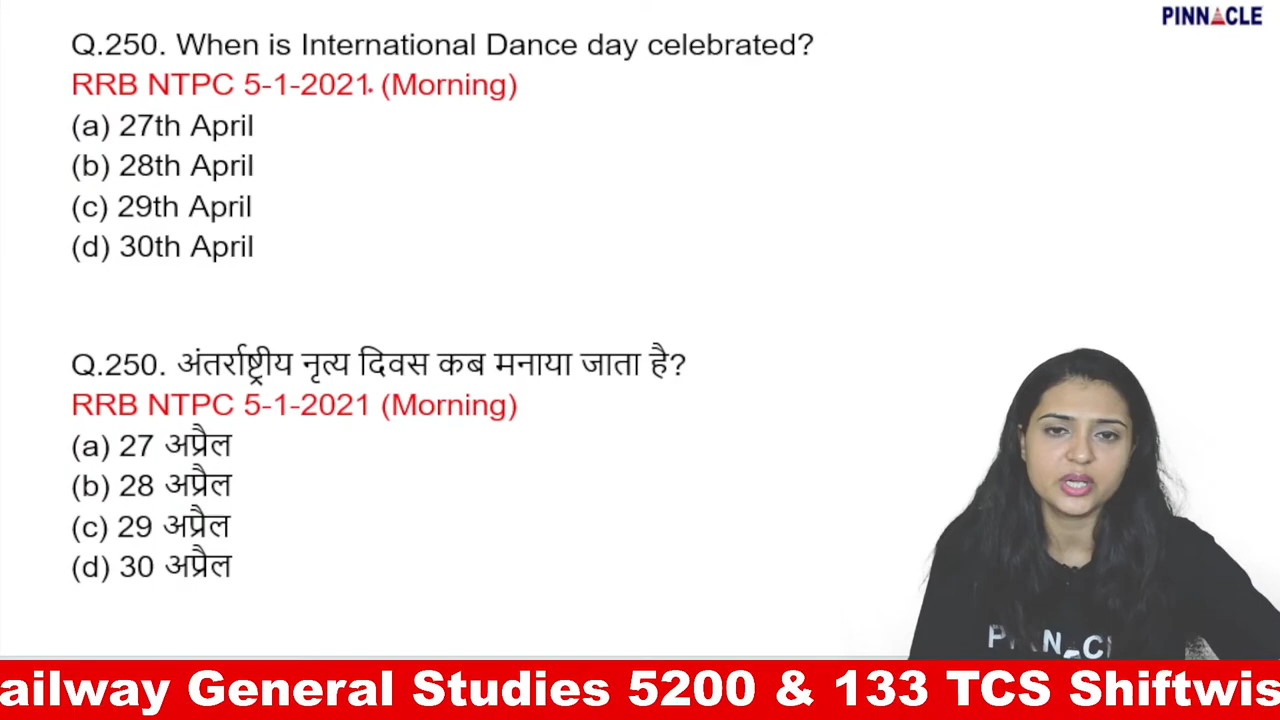 PINNACLE
Q.250. When is International Dance day celebrated?
RRB NTPC 5-1-2021 (Morning)
(a) 27th April
(b) 28th April
(c) 29th April
(d) 30th April
Q.250. अंतर्राष्ट्रीय नृत्य दिवस कब मनाया जाता है?
RRB NTPC 5-1-2021 (Morning)
(a) 27 अप्रैल
(b) 28 अप्रैल
(c) 29 अप्रैल
(d) 30 अप्रैल
PINNACL
ailway General Studies 5200 & 133 TCS Shiftwis